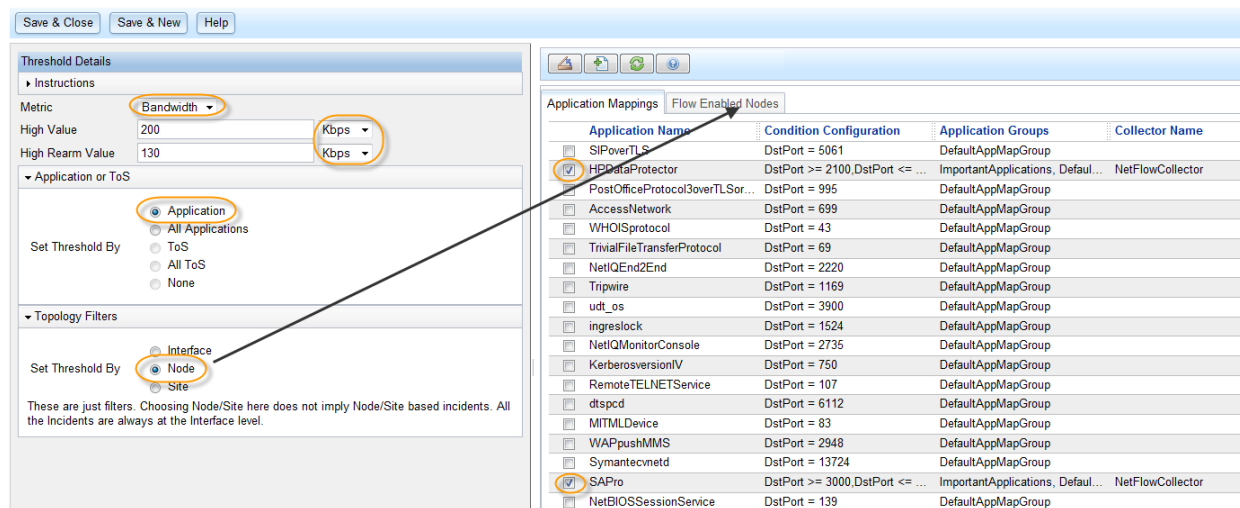 Save & Close Save & New Help
Threshold Details
Instructions
Metric Bandwidth
High Value 200 Kbps
High Rearm Value 130 Kbps
Application or ToS
Set Threshold By
Application
All Applications
ToS
All ToS
None
Topology Filters
Set Threshold By
Interface
Node
Site
These are just filters. Choosing Node/Site here does not imply Node/Site based incidents. All
the Incidents are always at the Interface level.
Application Mappings Flow Enabled Nodes
Application Name Condition Configuration Application Groups Collector Name
SIPoverTLS DstPort = 5061 DefaultAppMapGroup
HPDataProtector DstPort >= 2100,DstPort <= ... ImportantApplications, Defaul... NetFlowCollector
PostOfficeProtocol3overTLSor... DstPort = 995 DefaultAppMapGroup
AccessNetwork DstPort = 699 DefaultAppMapGroup
WHOISprotocol DstPort = 43 DefaultAppMapGroup
TrivialFileTransferProtocol DstPort = 69 DefaultAppMapGroup
NetIQEnd2End DstPort = 2220 DefaultAppMapGroup
Tripwire DstPort = 1169 DefaultAppMapGroup
udt_os DstPort = 3900 DefaultAppMapGroup
ingreslock DstPort = 1524 DefaultAppMapGroup
NetIQMonitorConsole DstPort = 2735 DefaultAppMapGroup
KerberosversionIV DstPort = 750 DefaultAppMapGroup
RemoteTELNETService DstPort = 107 DefaultAppMapGroup
dtspcd DstPort = 6112 DefaultAppMapGroup
MITMLDevice DstPort = 83 DefaultAppMapGroup
WAPpushMMS DstPort = 2948 DefaultAppMapGroup
Symantecvnetd DstPort = 13724 DefaultAppMapGroup
SAPro DstPort >= 3000,DstPort <= ... ImportantApplications, Defaul... NetFlowCollector
NetBIOSSessionService DstPort = 139 DefaultAppMapGroup